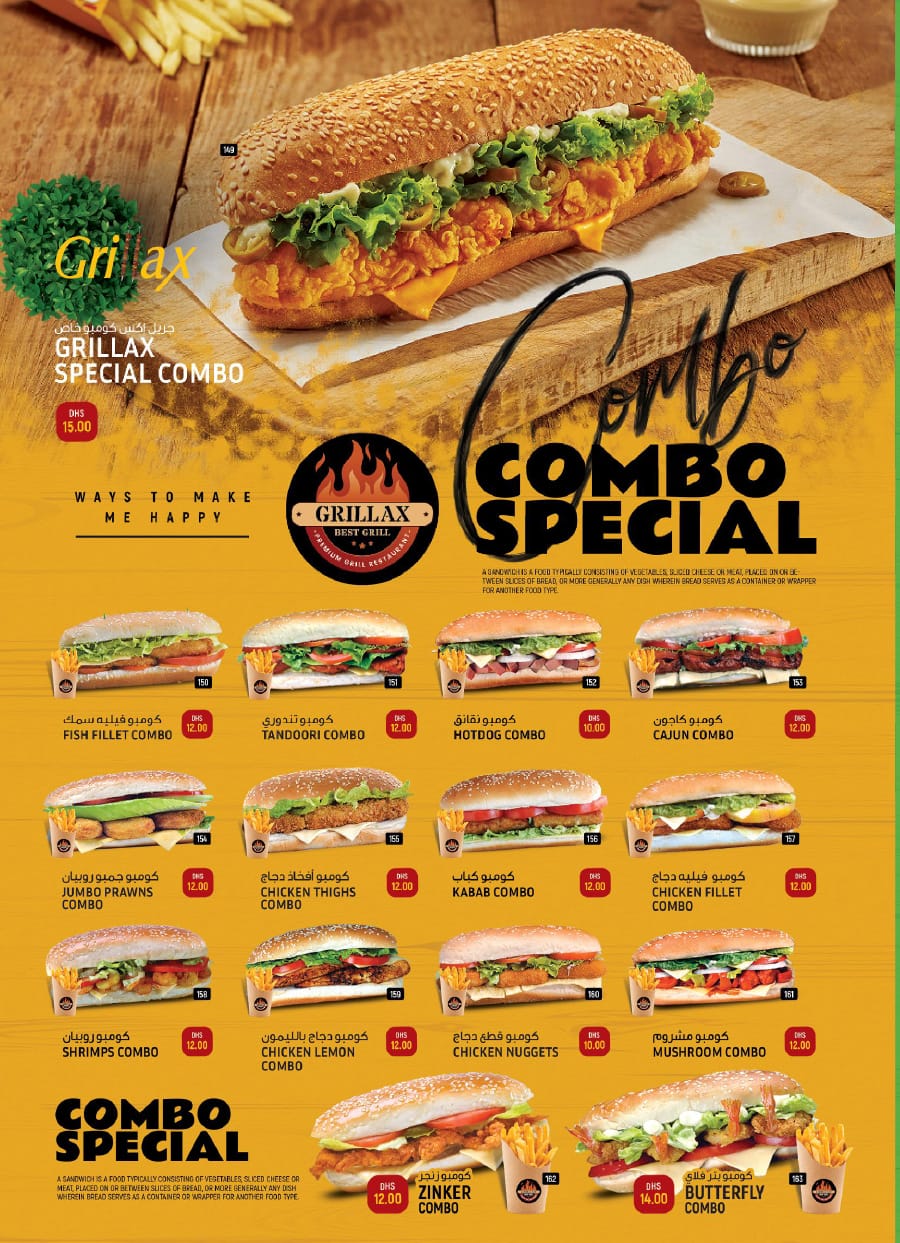 149
Grillax
جريل اكس كومبو خاص
GRILLAX
SPECIAL COMBO
DHS
15.00
Combo
COMBO
SPECIAL
WAYS TO MAKE
ME HAPPY
GRILLAX
BEST GRILL
PREMIUM GRILL RESTAURANT
A SANDWICH IS A FOOD TYPICALLY CONSISTING OF VEGETABLES, SLICED CHEESE OR MEAT, PLACED ON OR BE-
TWEEN SLICES OF BREAD, OR MORE GENERALLY ANY DISH WHEREIN BREAD SERVES AS A CONTAINER OR WRAPPER
FOR ANOTHER FOOD TYPE.
150
كومبو فيليه سمك
FISH FILLET COMBO
DHS
12.00
151
كومبو تندوري
TANDOORI COMBO
DHS
12.00
152
كومبو نقانق
HOTDOG COMBO
DHS
10.00
153
كومبو كاجون
CAJUN COMBO
DHS
12.00
154
كومبو جمبو روبيان
JUMBO PRAWNS
COMBO
DHS
12.00
155
كومبو أفخاذ دجاج
CHICKEN THIGHS
COMBO
DHS
12.00
156
كومبو كباب
KABAB COMBO
DHS
12.00
157
كومبو فيليه دجاج
CHICKEN FILLET
COMBO
DHS
12.00
158
كومبو روبيان
SHRIMPS COMBO
DHS
12.00
159
كومبو دجاج بالليمون
CHICKEN LEMON
COMBO
DHS
12.00
160
كومبو قطع دجاج
CHICKEN NUGGETS
DHS
10.00
161
كومبو مشروم
MUSHROOM COMBO
DHS
12.00
COMBO
SPECIAL
A SANDWICH IS A FOOD TYPICALLY CONSISTING OF VEGETABLES, SLICED CHEESE OR
MEAT, PLACED ON OR BETWEEN SLICES OF BREAD, OR MORE GENERALLY ANY DISH
WHEREIN BREAD SERVES AS A CONTAINER OR WRAPPER FOR ANOTHER FOOD TYPE.
DHS
12.00
كومبو زنجر
ZINKER
COMBO
162
DHS
14.00
كومبو بتر فلاي
BUTTERFLY
COMBO
163